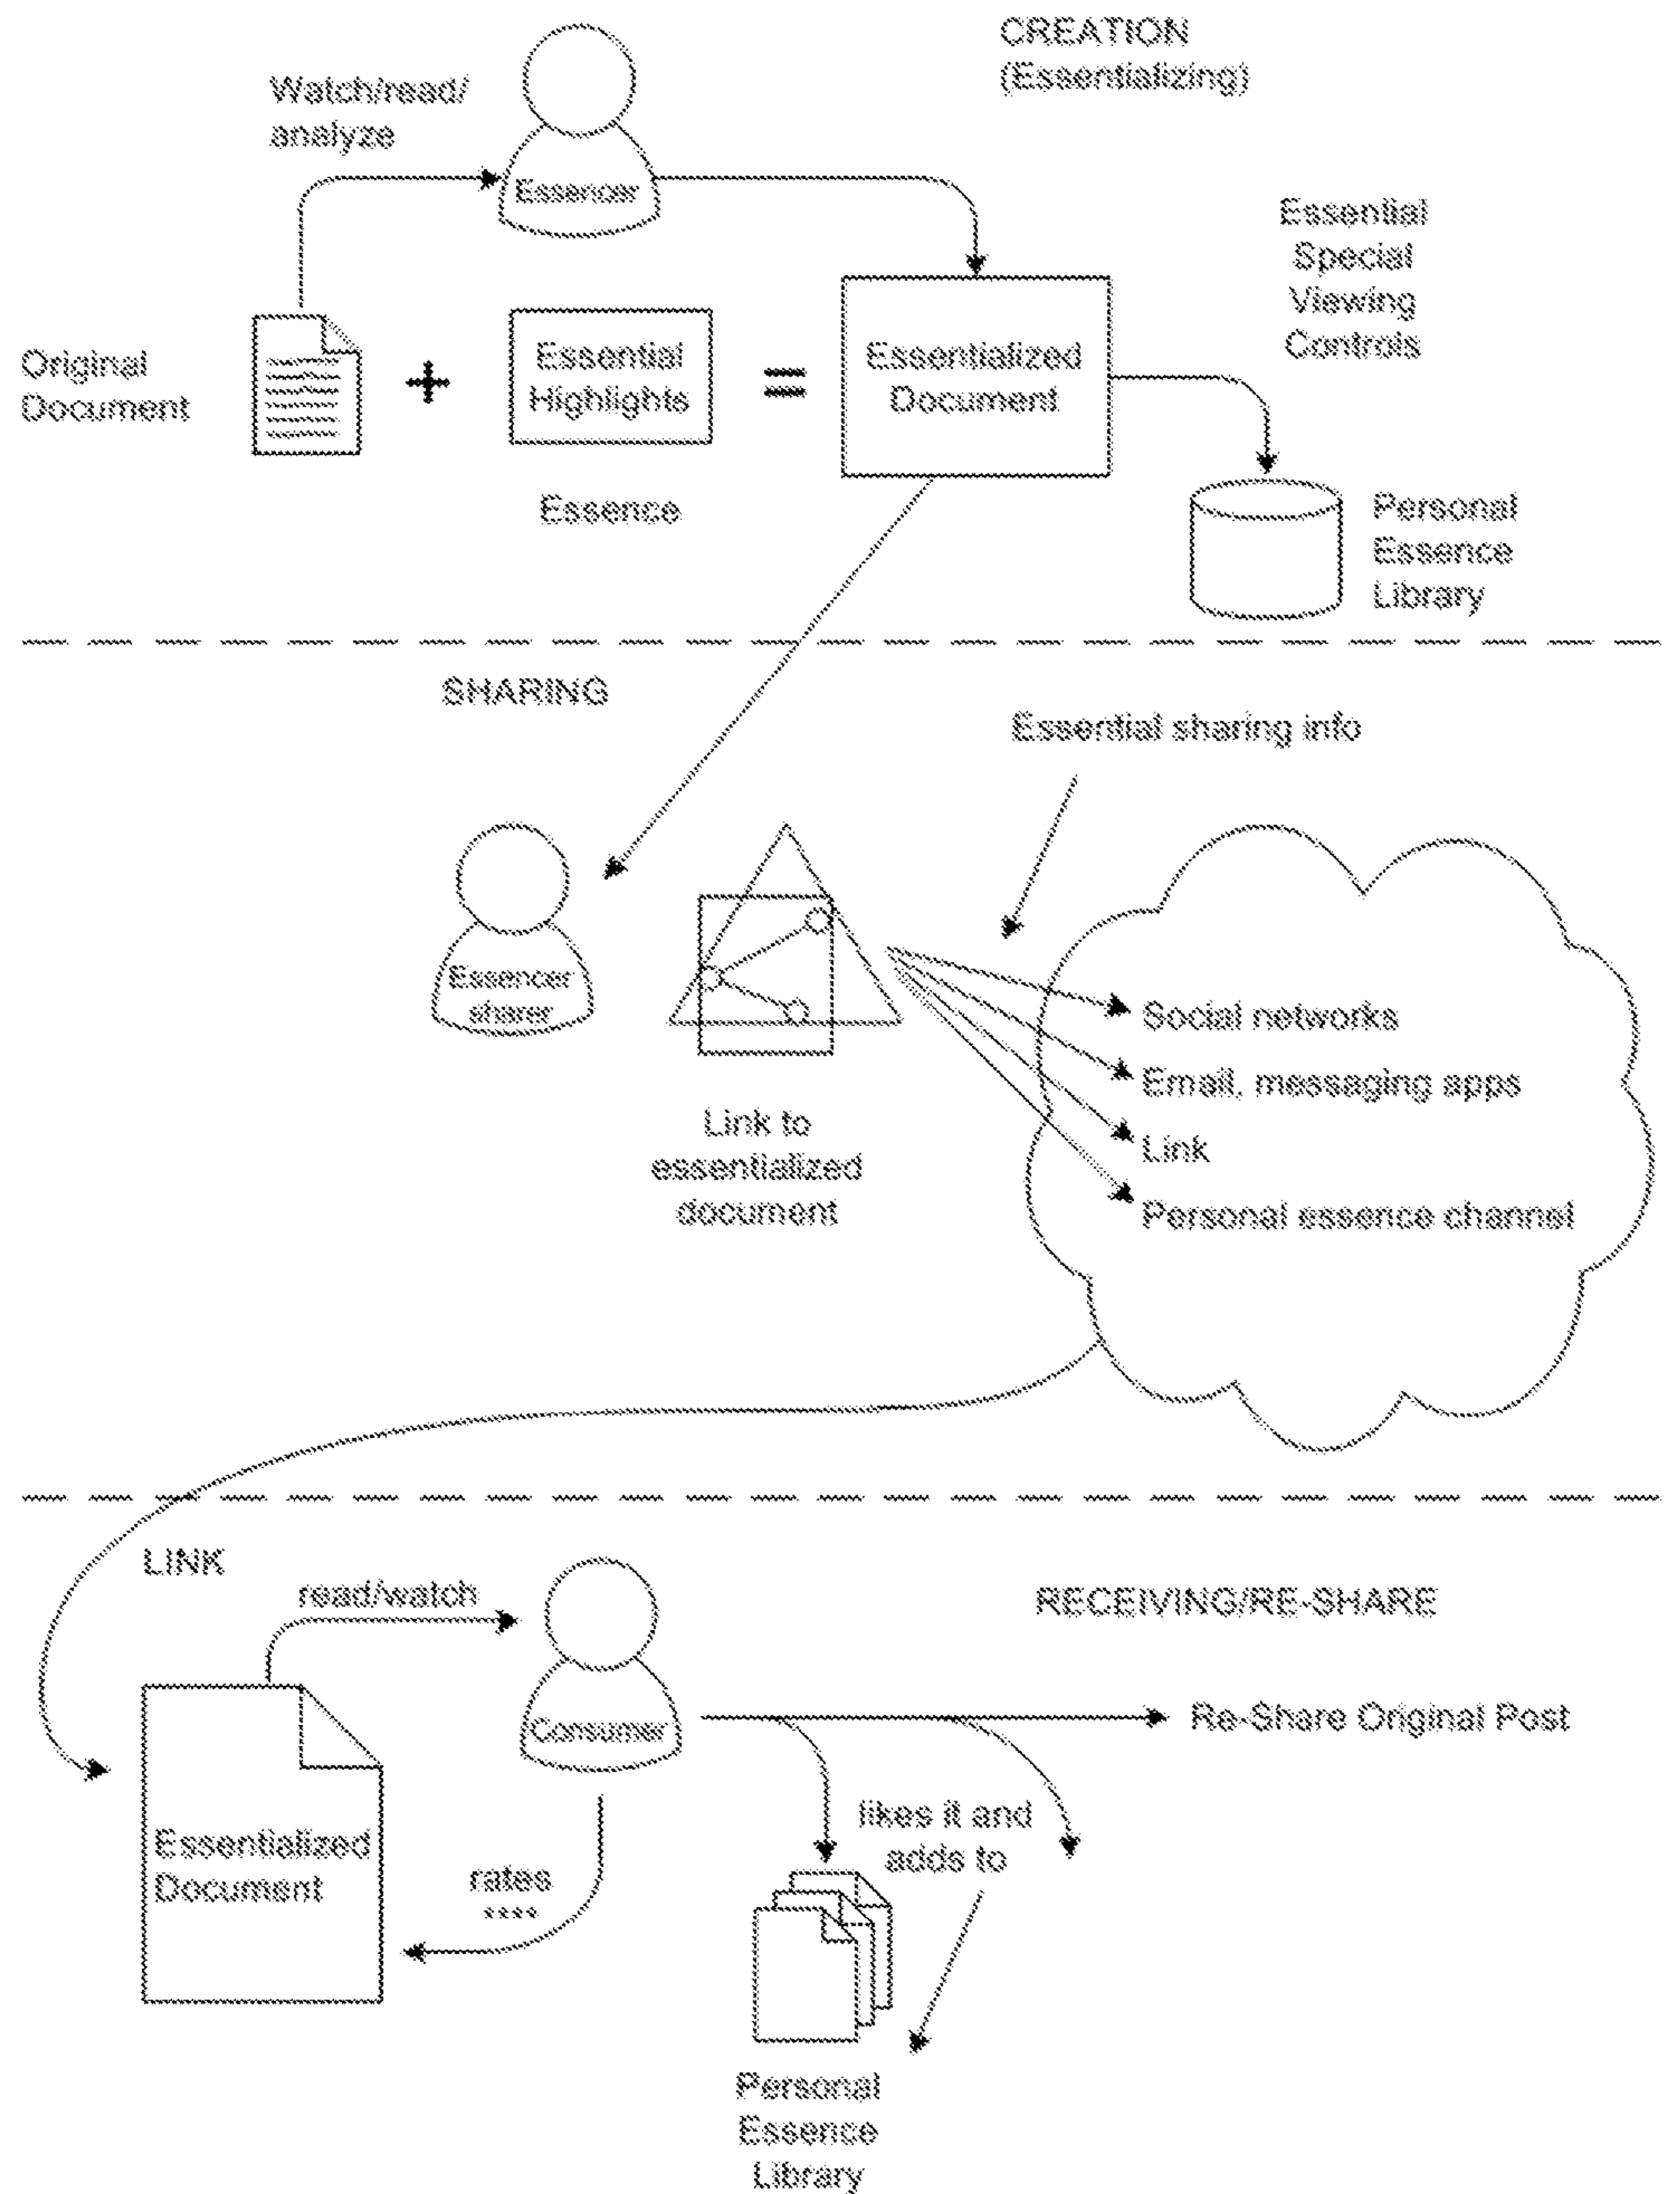 CREATION
(Essentializing)
Watch/read/
analyze
Essencer
Essential
Special
Viewing
Controls
Original
Document
+
Essential
Highlights
=
Essentialized
Document
Essence
Personal
Essence
Library
SHARING
Essential sharing info
Essencer
sharer
Social networks
Email, messaging apps
Link
Personal essence channel
Link to
essentialized
document
LINK
read/watch
RECEIVING/RE-SHARE
Consumer
Re-Share Original Post
likes it and
adds to
Essentialized
Document
rates
****
Personal
Essence
Library